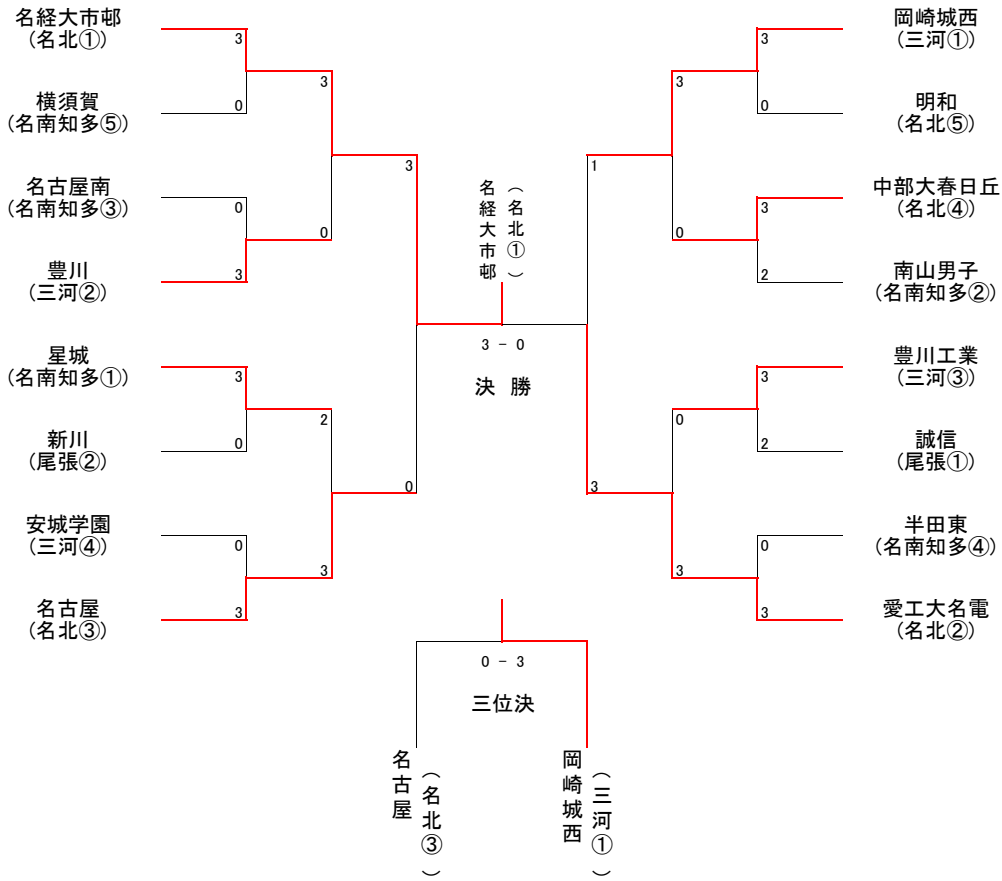 名経大市邨
(名北①)
3
横須賀
(名南知多⑤)
0
3
名古屋南
(名南知多③)
0
豊川
(三河②)
3
0
3
星城
(名南知多①)
3
新川
(尾張②)
0
2
安城学園
(三河④)
0
名古屋
(名北③)
3
3
0
名経大市邨
(名北①)
3 - 0
決 勝
岡崎城西
(三河①)
3
明和
(名北⑤)
0
3
中部大春日丘
(名北④)
3
南山男子
(名南知多②)
2
0
1
豊川工業
(三河③)
3
誠信
(尾張①)
2
0
半田東
(名南知多④)
0
愛工大名電
(名北②)
3
3
3
0 - 3
三位決
名古屋
(名北③)
岡崎城西
(三河①)